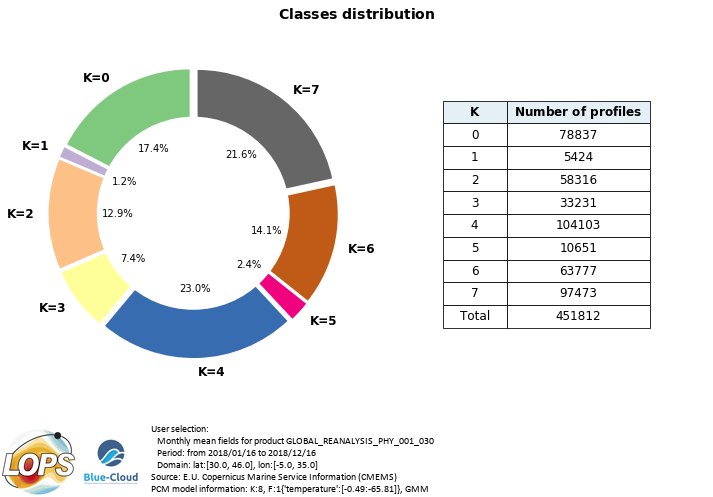 Classes distribution
K=0
K=7
K=1
K=2
K=6
K=3
K=5
K=4
17.4%
21.6%
1.2%
12.9%
14.1%
7.4%
2.4%
23.0%
K Number of profiles
0 78837
1 5424
2 58316
3 33231
4 104103
5 10651
6 63777
7 97473
Total 451812
LOPS
Blue-Cloud
User selection:
Monthly mean fields for product GLOBAL_REANALYSIS_PHY_001_030
Period: from 2018/01/16 to 2018/12/16
Domain: lat:[30.0, 46.0], lon:[-5.0, 35.0]
Source: E.U. Copernicus Marine Service Information (CMEMS)
PCM model information: K:8, F:1{'temperature':[-0.49:-65.81]}, GMM